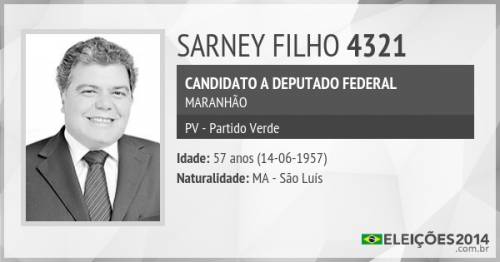 SARNEY FILHO 4321
CANDIDATO A DEPUTADO FEDERAL
MARANHÃO
PV - Partido Verde
Idade: 57 anos (14-06-1957)
Naturalidade: MA - São Luís
ELEIÇÕES2014
.com.br